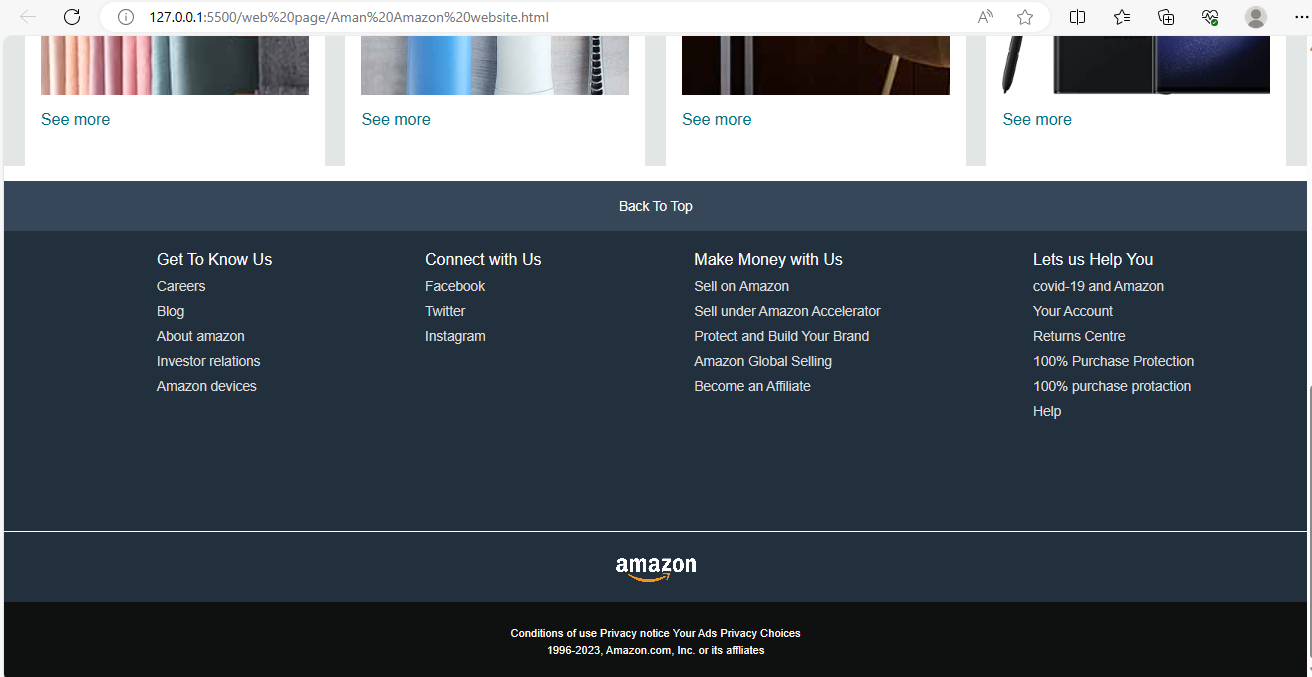 127.0.0.1:5500/web%20page/Aman%20Amazon%20website.html
See more
See more
See more
See more
Back To Top
Get To Know Us
Careers
Blog
About amazon
Investor relations
Amazon devices
Connect with Us
Facebook
Twitter
Instagram
Make Money with Us
Sell on Amazon
Sell under Amazon Accelerator
Protect and Build Your Brand
Amazon Global Selling
Become an Affiliate
Lets us Help You
covid-19 and Amazon
Your Account
Returns Centre
100% Purchase Protection
100% purchase protaction
Help
amazon
Conditions of use Privacy notice Your Ads Privacy Choices
1996-2023, Amazon.com, Inc. or its affliates